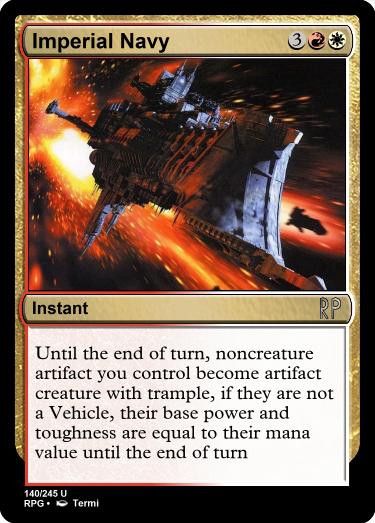 Imperial Navy 3
Instant RP
Until the end of turn, noncreature
artifact you control become artifact
creature with trample, if they are not
a Vehicle, their base power and
toughness are equal to their mana
value until the end of turn
140/245 U
RPG • Termi